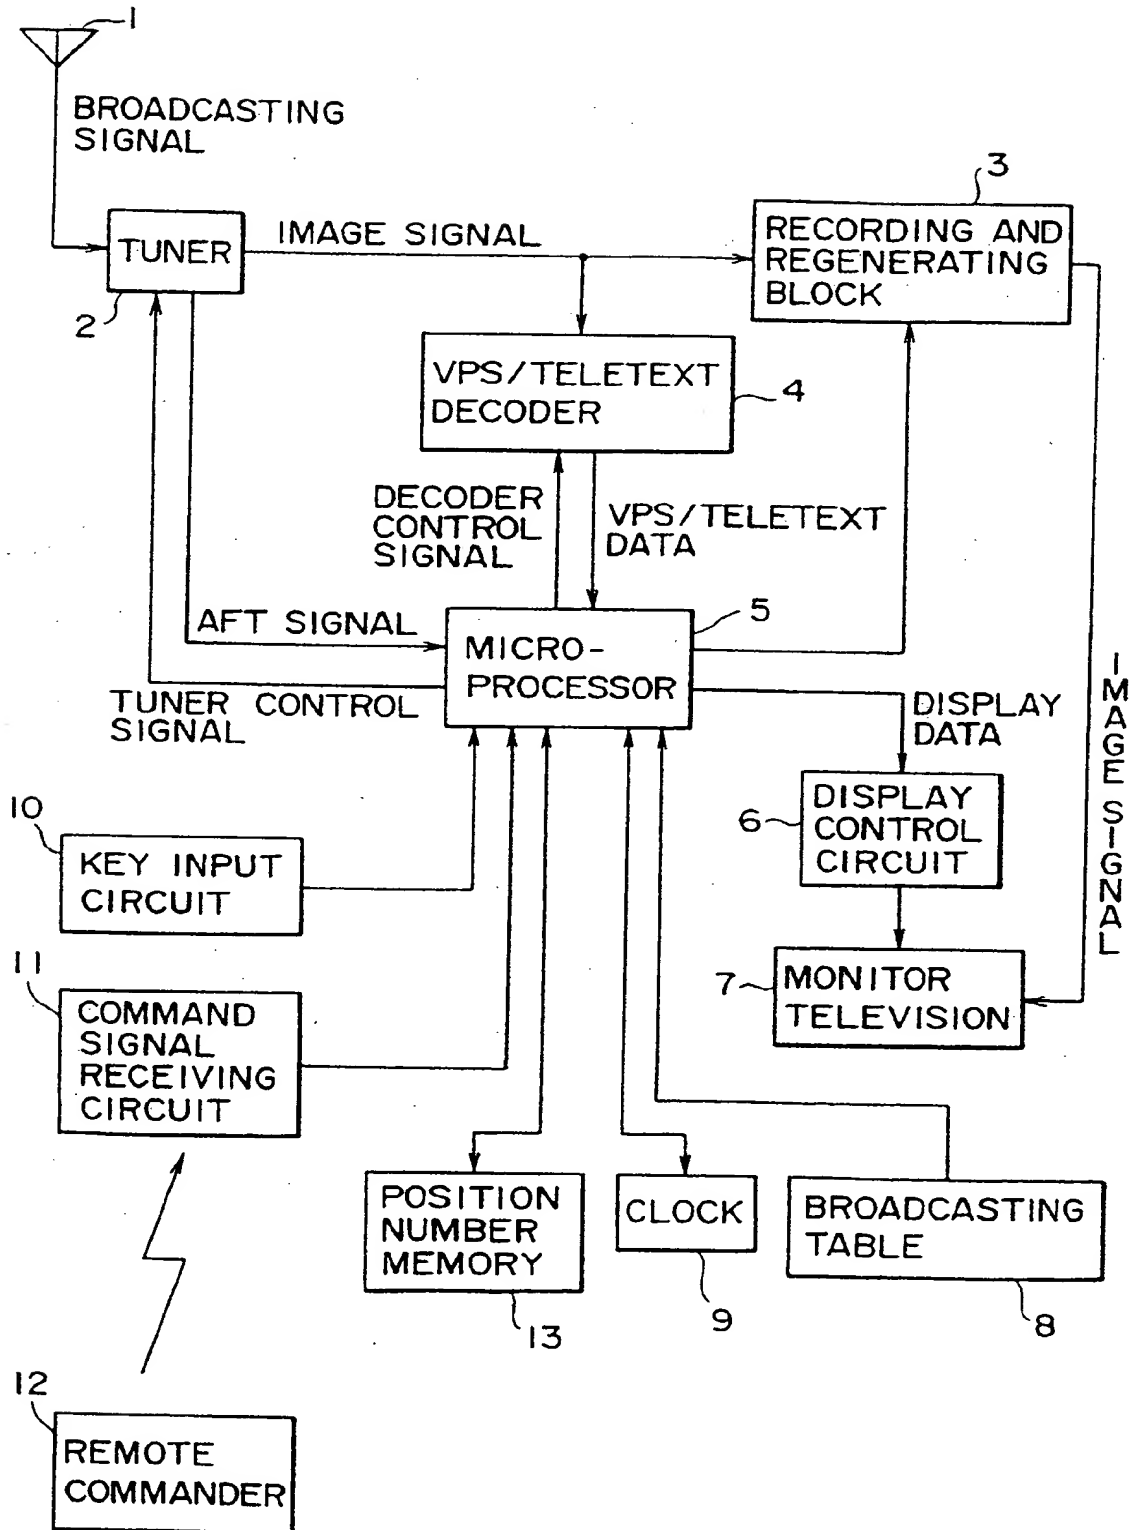 1
BROADCASTING
SIGNAL
3
TUNER
IMAGE SIGNAL
RECORDING AND
REGENERATING
BLOCK
2
VPS/TELETEXT
DECODER
4
DECODER
CONTROL
SIGNAL
VPS/TELETEXT
DATA
AFT SIGNAL
5
MICRO-
PROCESSOR
TUNER CONTROL
SIGNAL
DISPLAY
DATA
IMAGE SIGNAL
10
KEY INPUT
CIRCUIT
6
DISPLAY
CONTROL
CIRCUIT
11
COMMAND
SIGNAL
RECEIVING
CIRCUIT
7
MONITOR
TELEVISION
POSITION
NUMBER
MEMORY
13
CLOCK
9
BROADCASTING
TABLE
8
12
REMOTE
COMMANDER